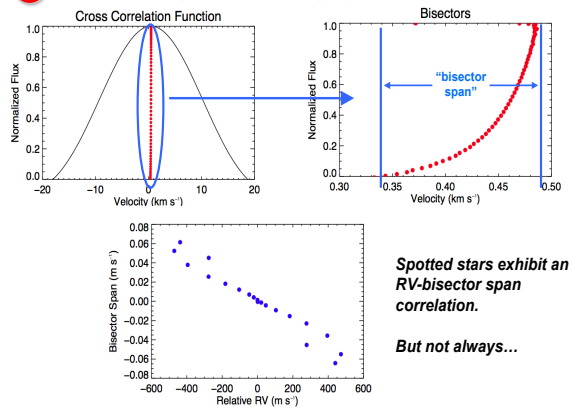 Cross Correlation Function
Normalized Flux
1.0
0.8
0.6
0.4
0.2
0.0
−20
−10
0
10
20
Velocity (km s⁻¹)
Bisectors
Normalized Flux
1.0
0.8
0.6
0.4
0.2
0.0
“bisector
span”
0.30
0.35
0.40
0.45
0.50
Velocity (km s⁻¹)
Bisector Span (m s⁻¹)
0.08
0.06
0.04
0.02
0.00
-0.02
-0.04
-0.06
-0.08
−600
−400
−200
0
200
400
600
Relative RV (m s⁻¹)
Spotted stars exhibit an
RV-bisector span
correlation.
But not always…